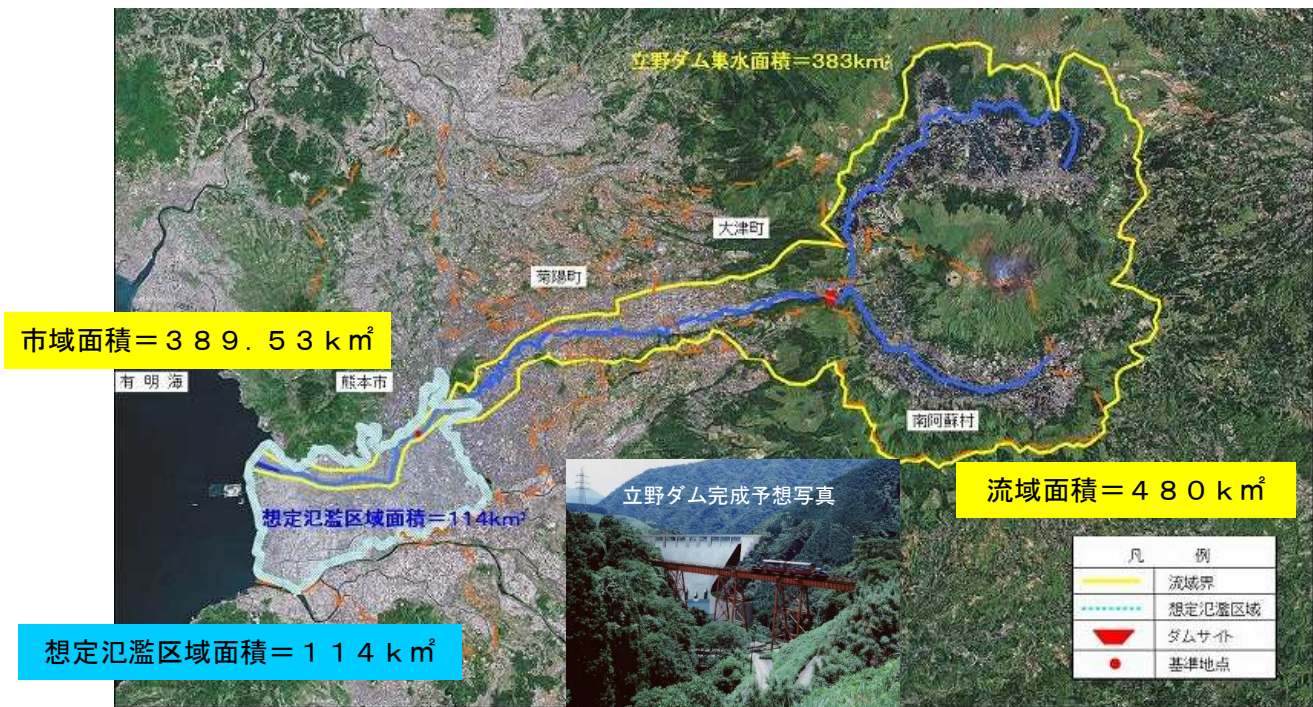 立野ダム集水面積＝383km²
大津町
菊陽町
市域面積＝３８９．５３ｋ㎡
有明海
熊本市
南阿蘇村
立野ダム完成予想写真
流域面積＝４８０ｋ㎡
想定氾濫区域面積＝114km²
凡　例
流域界
想定氾濫区域
ダムサイト
基準地点
想定氾濫区域面積＝１１４ｋ㎡